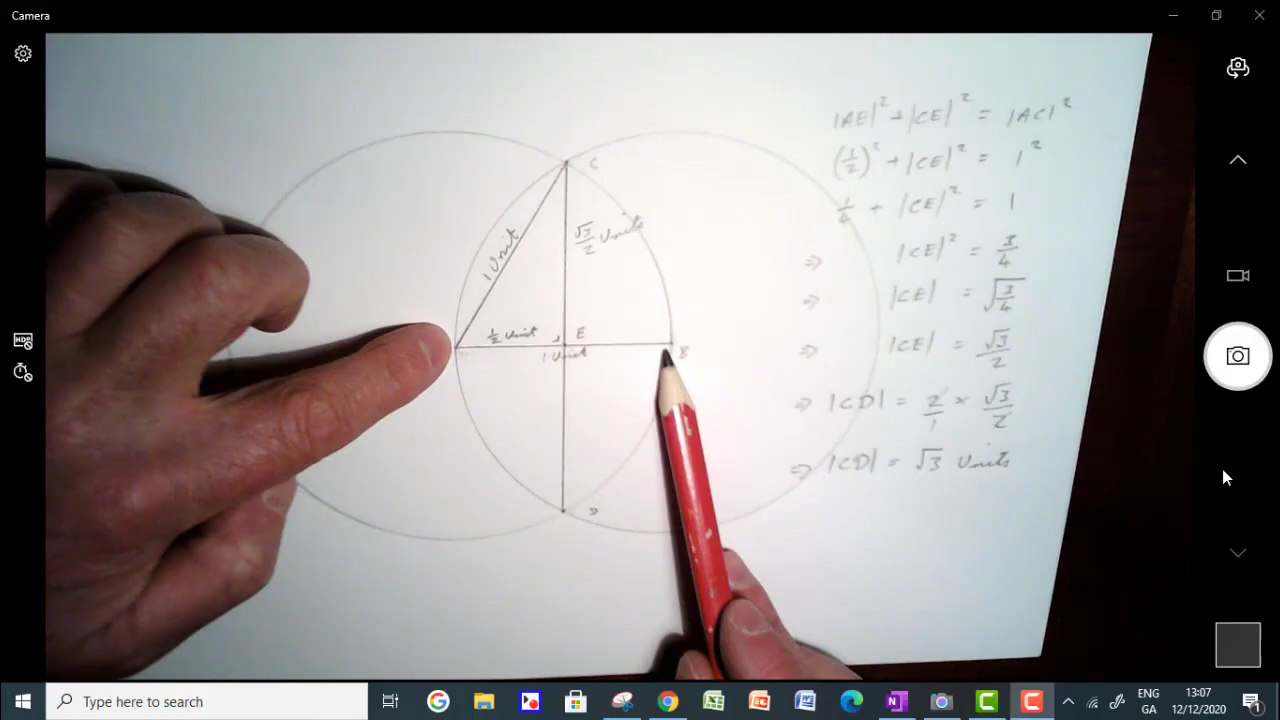 Camera
|AE|² + |CE|² = |AC|²
(1/2)² + |CE|² = 1²
1/4 + |CE|² = 1
⇒ |CE|² = 3/4
⇒ |CE| = √(3/4)
⇒ |CE| = √3/2
⇒ |CD| = 2/1 × √3/2
⇒ |CD| = √3 Units
C
√3/2 Units
1 Unit
1/2 Unit
E
1 Unit
B
D
Type here to search
ENG
GA
13:07
12/12/2020
1